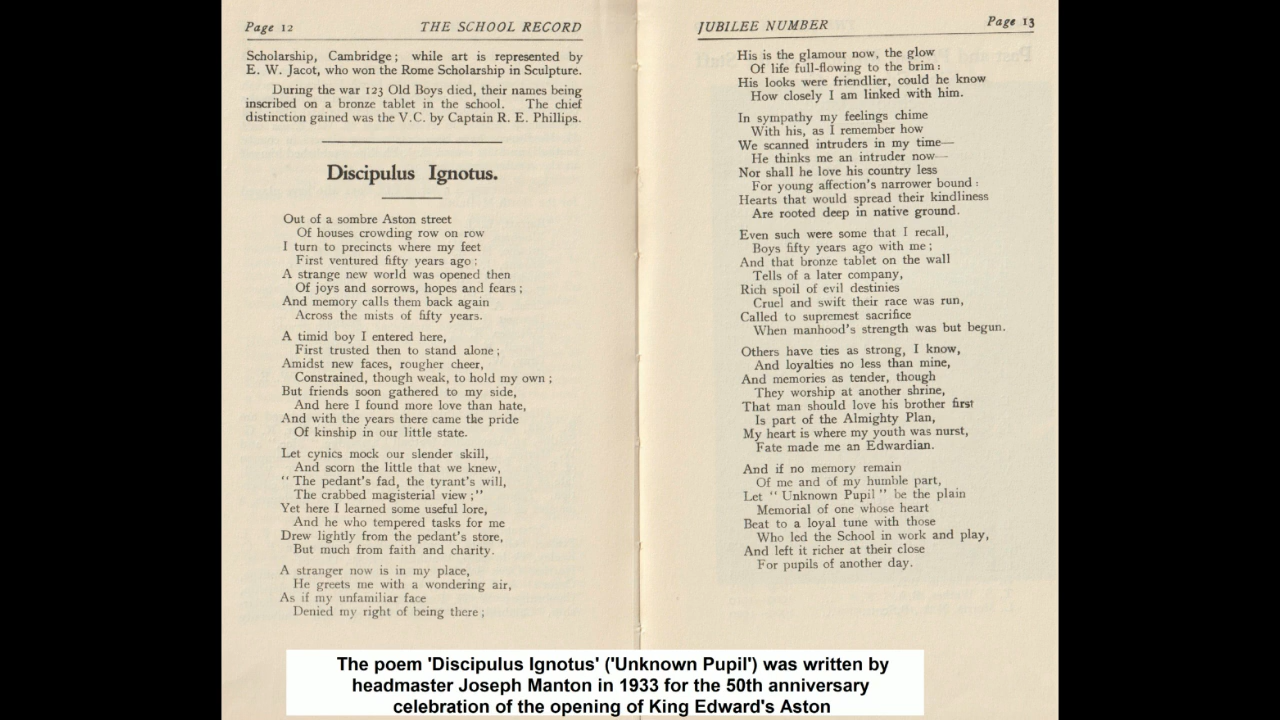 Page 12
THE SCHOOL RECORD
Scholarship, Cambridge; while art is represented by
E. W. Jacot, who won the Rome Scholarship in Sculpture.
During the war 123 Old Boys died, their names being
inscribed on a bronze tablet in the school. The chief
distinction gained was the V.C. by Captain R. E. Phillips.
Discipulus Ignotus.
Out of a sombre Aston street
Of houses crowding row on row
I turn to precincts where my feet
First ventured fifty years ago:
A strange new world was opened then
Of joys and sorrows, hopes and fears;
And memory calls them back again
Across the mists of fifty years.
A timid boy I entered here,
First trusted then to stand alone;
Amidst new faces, rougher cheer,
Constrained, though weak, to hold my own;
But friends soon gathered to my side,
And here I found more love than hate,
And with the years there came the pride
Of kinship in our little state.
Let cynics mock our slender skill,
And scorn the little that we knew,
"The pedant's fad, the tyrant's will,
The crabbed magisterial view;"
Yet here I learned some useful lore,
And he who tempered tasks for me
Drew lightly from the pedant's store,
But much from faith and charity.
A stranger now is in my place,
He greets me with a wondering air,
As if my unfamiliar face
Denied my right of being there;
JUBILEE NUMBER
Page 13
His is the glamour now, the glow
Of life full-flowing to the brim:
His looks were friendlier, could he know
How closely I am linked with him.
In sympathy my feelings chime
With his, as I remember how
We scanned intruders in my time—
He thinks me an intruder now—
Nor shall he love his country less
For young affection's narrower bound:
Hearts that would spread their kindliness
Are rooted deep in native ground.
Even such were some that I recall,
Boys fifty years ago with me;
And that bronze tablet on the wall
Tells of a later company,
Rich spoil of evil destinies
Cruel and swift their race was run,
Called to supremest sacrifice
When manhood's strength was but begun.
Others have ties as strong, I know,
And loyalties no less than mine,
And memories as tender, though
They worship at another shrine,
That man should love his brother first
Is part of the Almighty Plan,
My heart is where my youth was nurst,
Fate made me an Edwardian.
And if no memory remain
Of me and of my humble part,
Let "Unknown Pupil" be the plain
Memorial of one whose heart
Beat to a loyal tune with those
Who led the School in work and play,
And left it richer at their close
For pupils of another day.
The poem 'Discipulus Ignotus' ('Unknown Pupil') was written by
headmaster Joseph Manton in 1933 for the 50th anniversary
celebration of the opening of King Edward's Aston